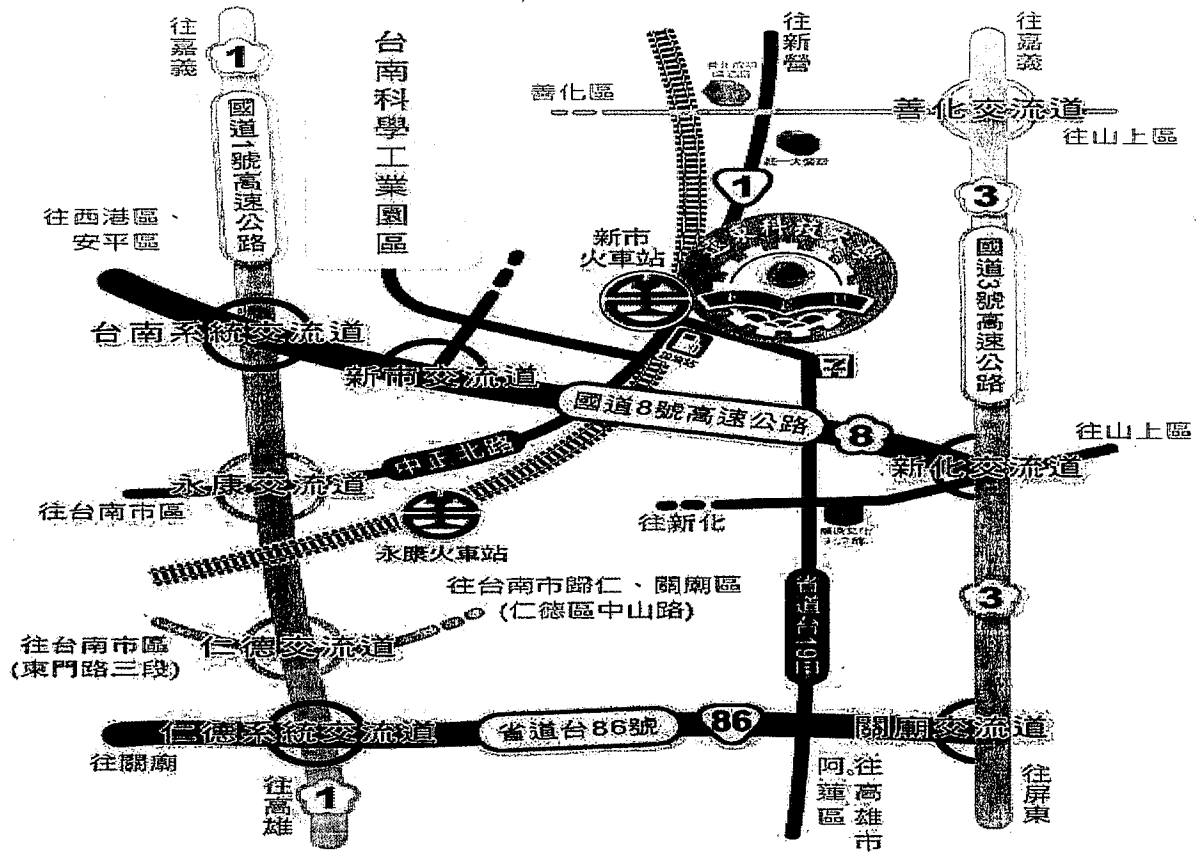 往嘉義
1
國道1號高速公路
台南科學工業園區
往新營
往嘉義
善化區
善化交流道
往山上區
1
3
往西港區、
安平區
新市
火車站
國道3號高速公路
台南系統交流道
新市交流道
國道8號高速公路
8
往山上區
新化交流道
中正北路
永康交流道
往台南市區
往新化
永康火車站
往台南市歸仁、關廟區
(仁德區中山路)
省道台19甲
3
往台南市區
(東門路三段)
仁德交流道
仁德系統交流道
省道台86號
86
關廟交流道
往關廟
往高雄
1
往高雄市
阿蓮區
往屏東